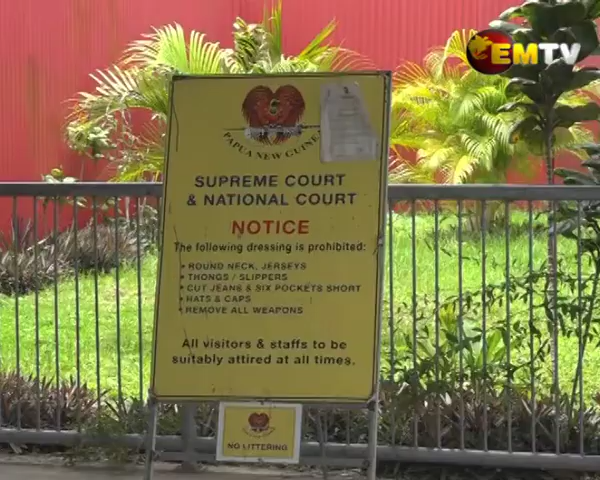 EMTV
PAPUA NEW GUINEA
SUPREME COURT
& NATIONAL COURT
NOTICE
The following dressing is prohibited:
• ROUND NECK, JERSEYS
• THONGS / SLIPPERS
• CUT JEANS & SIX POCKETS SHORT
• HATS & CAPS
• REMOVE ALL WEAPONS
All visitors & staffs to be
suitably attired at all times.
NO LITTERING